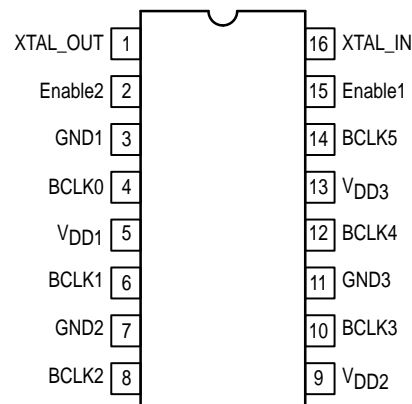 XTAL_OUT 1 16 XTAL_IN
Enable2 2 15 Enable1
GND1 3 14 BCLK5
BCLK0 4 13 VDD3
VDD1 5 12 BCLK4
BCLK1 6 11 GND3
GND2 7 10 BCLK3
BCLK2 8 9 VDD2